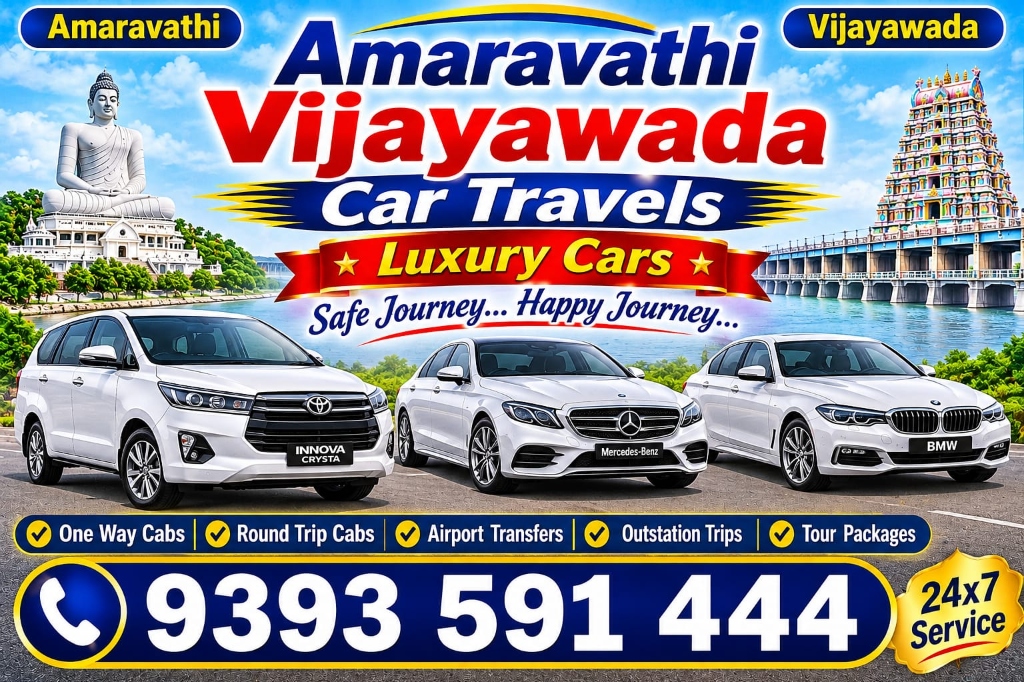 Amaravathi
Vijayawada
Amaravathi
Vijayawada
Car Travels
Luxury Cars
Safe Journey... Happy Journey...
INNOVA
CRYSTA
Mercedes-Benz
BMW
One Way Cabs
Round Trip Cabs
Airport Transfers
Outstation Trips
Tour Packages
9393 591 444
24x7
Service